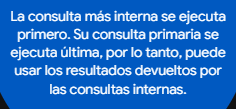 La consulta más interna se ejecuta
primero. Su consulta primaria se
ejecuta última, por lo tanto, puede
usar los resultados devueltos por
las consultas internas.